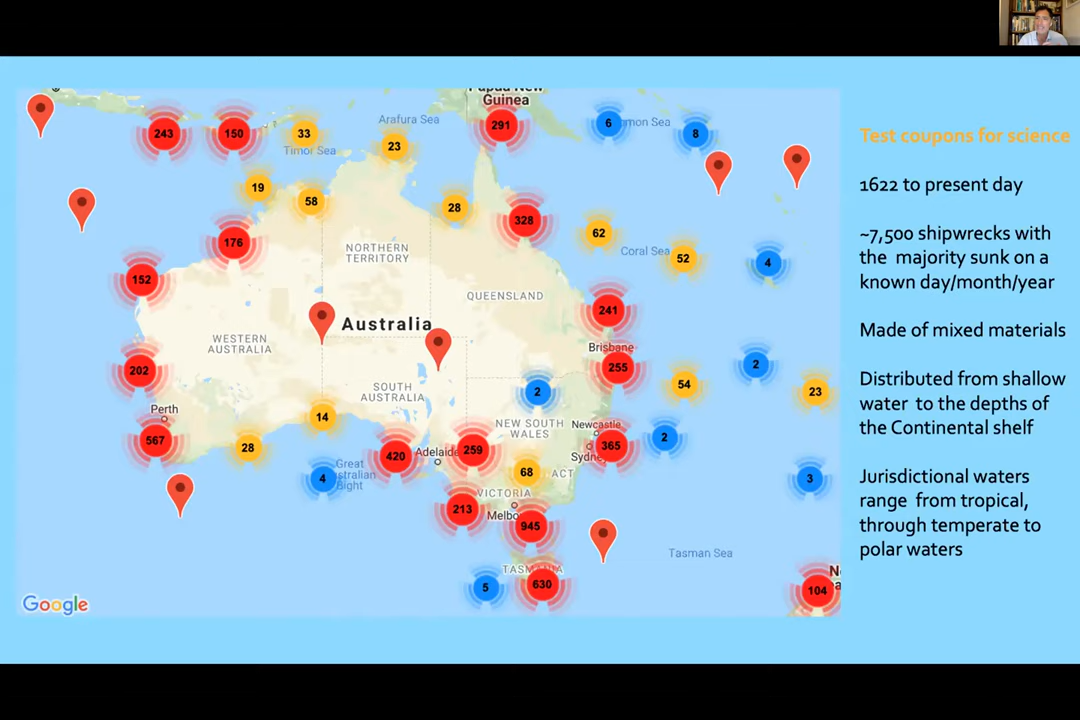 Papua New
Guinea
Arafura Sea
291
6
mon Sea
8
243
150
33
Timor Sea
23
19
58
28
328
62
176
NORTHERN
TERRITORY
Coral Sea
52
4
152
QUEENSLAND
241
Australia
WESTERN
AUSTRALIA
Brisbane
255
2
202
SOUTH
AUSTRALIA
2
54
23
Perth
14
NEW SOUTH
WALES
Newcastle
567
28
420
Adelaide
259
365
2
Sydne
4
Great
stralian
Bight
68
ACT
3
VICTORIA
213
Melbo
945
Tasman Sea
TASMANIA
5
630
104
N
a
Google
Test coupons for science
1622 to present day
~7,500 shipwrecks with
the majority sunk on a
known day/month/year
Made of mixed materials
Distributed from shallow
water to the depths of
the Continental shelf
Jurisdictional waters
range from tropical,
through temperate to
polar waters